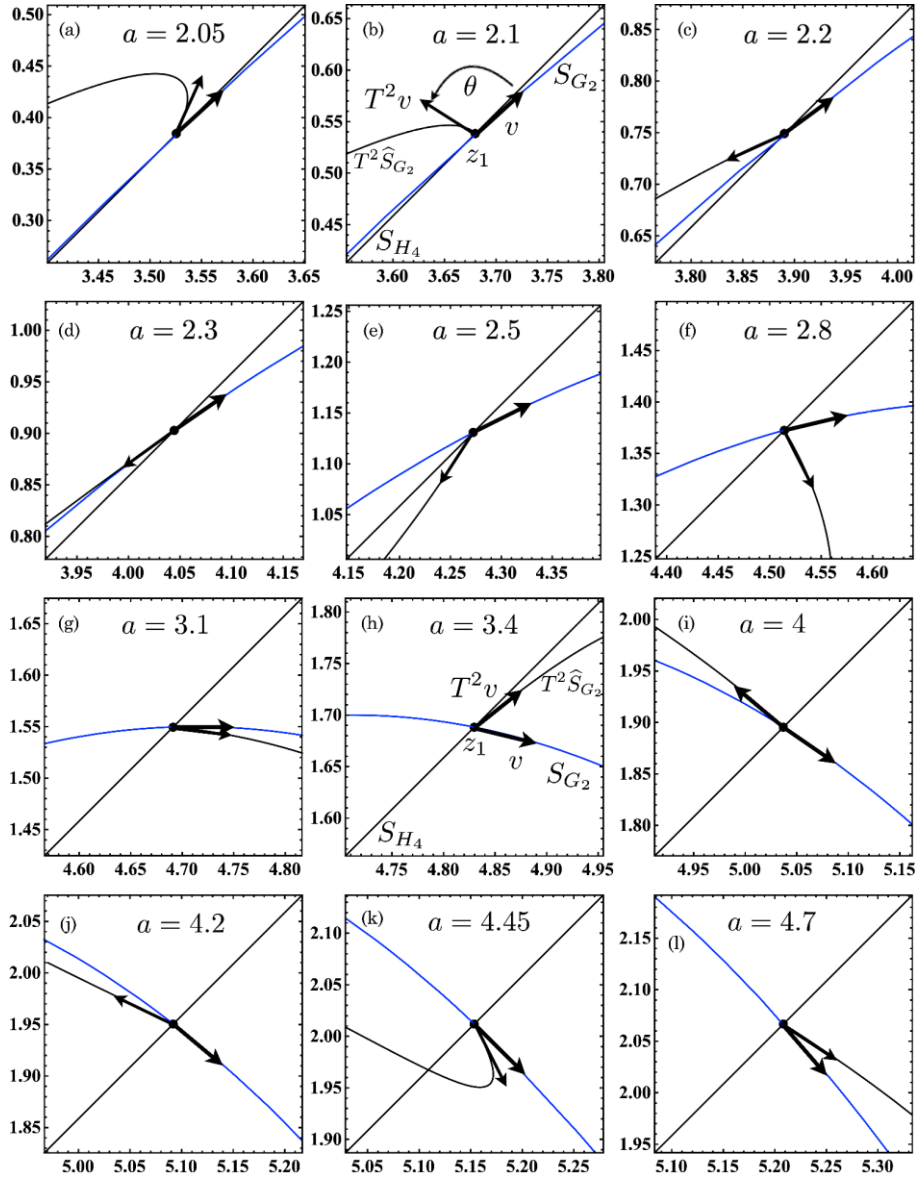 (a) a = 2.05
0.50
0.45
0.40
0.35
0.30
3.45 3.50 3.55 3.60 3.65
(b) a = 2.1
0.65
0.60
0.55
0.50
0.45
θ
S_{G_2}
T^2 v
v
z_1
T^2 \widehat{S}_{G_2}
S_{H_4}
3.60 3.65 3.70 3.75 3.80
(c) a = 2.2
0.85
0.80
0.75
0.70
0.65
3.80 3.85 3.90 3.95 4.00
(d) a = 2.3
1.00
0.95
0.90
0.85
0.80
3.95 4.00 4.05 4.10 4.15
(e) a = 2.5
1.25
1.20
1.15
1.10
1.05
4.15 4.20 4.25 4.30 4.35
(f) a = 2.8
1.45
1.40
1.35
1.30
1.25
4.40 4.45 4.50 4.55 4.60
(g) a = 3.1
1.65
1.60
1.55
1.50
1.45
4.60 4.65 4.70 4.75 4.80
(h) a = 3.4
1.80
1.75
1.70
1.65
1.60
T^2 v
T^2 \widehat{S}_{G_2}
z_1
v
S_{G_2}
S_{H_4}
4.75 4.80 4.85 4.90 4.95
(i) a = 4
2.00
1.95
1.90
1.85
1.80
4.95 5.00 5.05 5.10 5.15
(j) a = 4.2
2.05
2.00
1.95
1.90
1.85
5.00 5.05 5.10 5.15 5.20
(k) a = 4.45
2.10
2.05
2.00
1.95
1.90
5.05 5.10 5.15 5.20 5.25
(l) a = 4.7
2.15
2.10
2.05
2.00
1.95
5.10 5.15 5.20 5.25 5.30